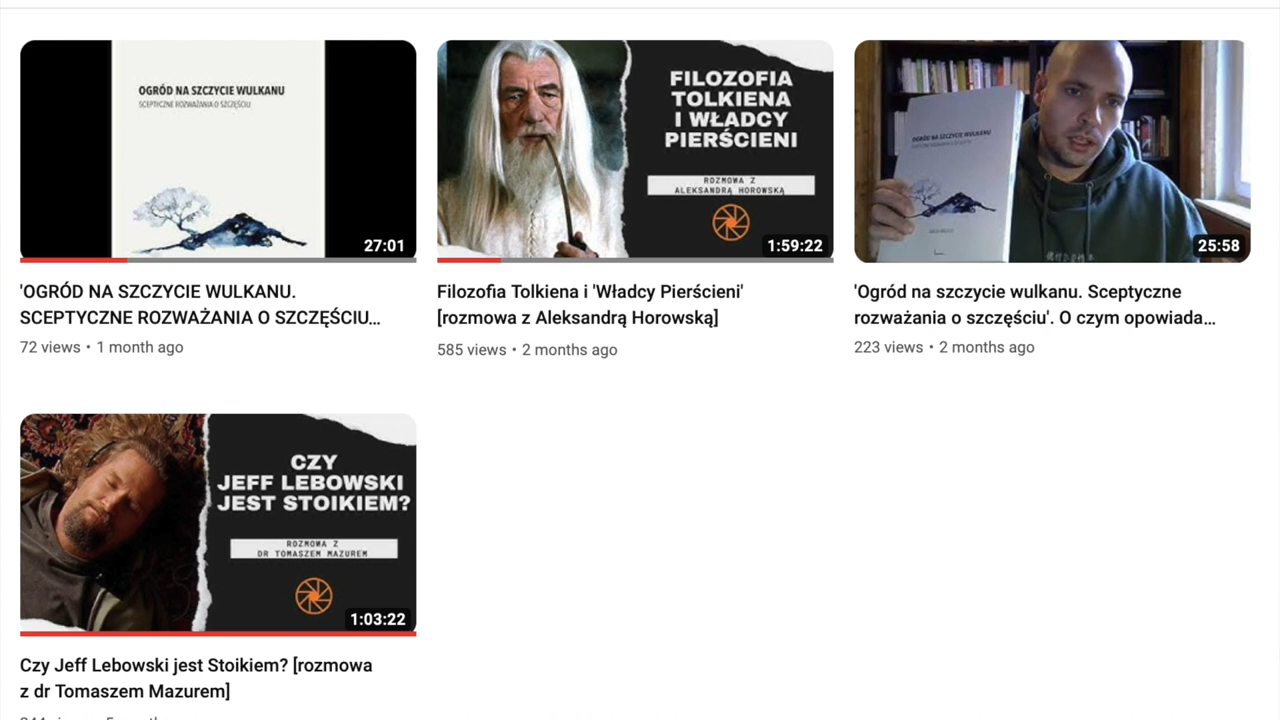 OGRÓD NA SZCZYCIE WULKANU
SCEPTYCZNE ROZWAŻANIA O SZCZĘŚCIU
27:01
'OGRÓD NA SZCZYCIE WULKANU.
SCEPTYCZNE ROZWAŻANIA O SZCZĘŚCIU…
72 views • 1 month ago
FILOZOFIA
TOLKIENA
I WŁADCY
PIERŚCIENI
ROZMOWA Z
ALEKSANDRĄ HOROWSKĄ
1:59:22
Filozofia Tolkiena i 'Władcy Pierścieni'
[rozmowa z Aleksandrą Horowską]
585 views • 2 months ago
OGRÓD NA SZCZYCIE WULKANU
25:58
'Ogród na szczycie wulkanu. Sceptyczne
rozważania o szczęściu'. O czym opowiada…
223 views • 2 months ago
CZY
JEFF LEBOWSKI
JEST STOIKIEM?
ROZMOWA Z
DR TOMASZEM MAZUREM
1:03:22
Czy Jeff Lebowski jest Stoikiem? [rozmowa
z dr Tomaszem Mazurem]